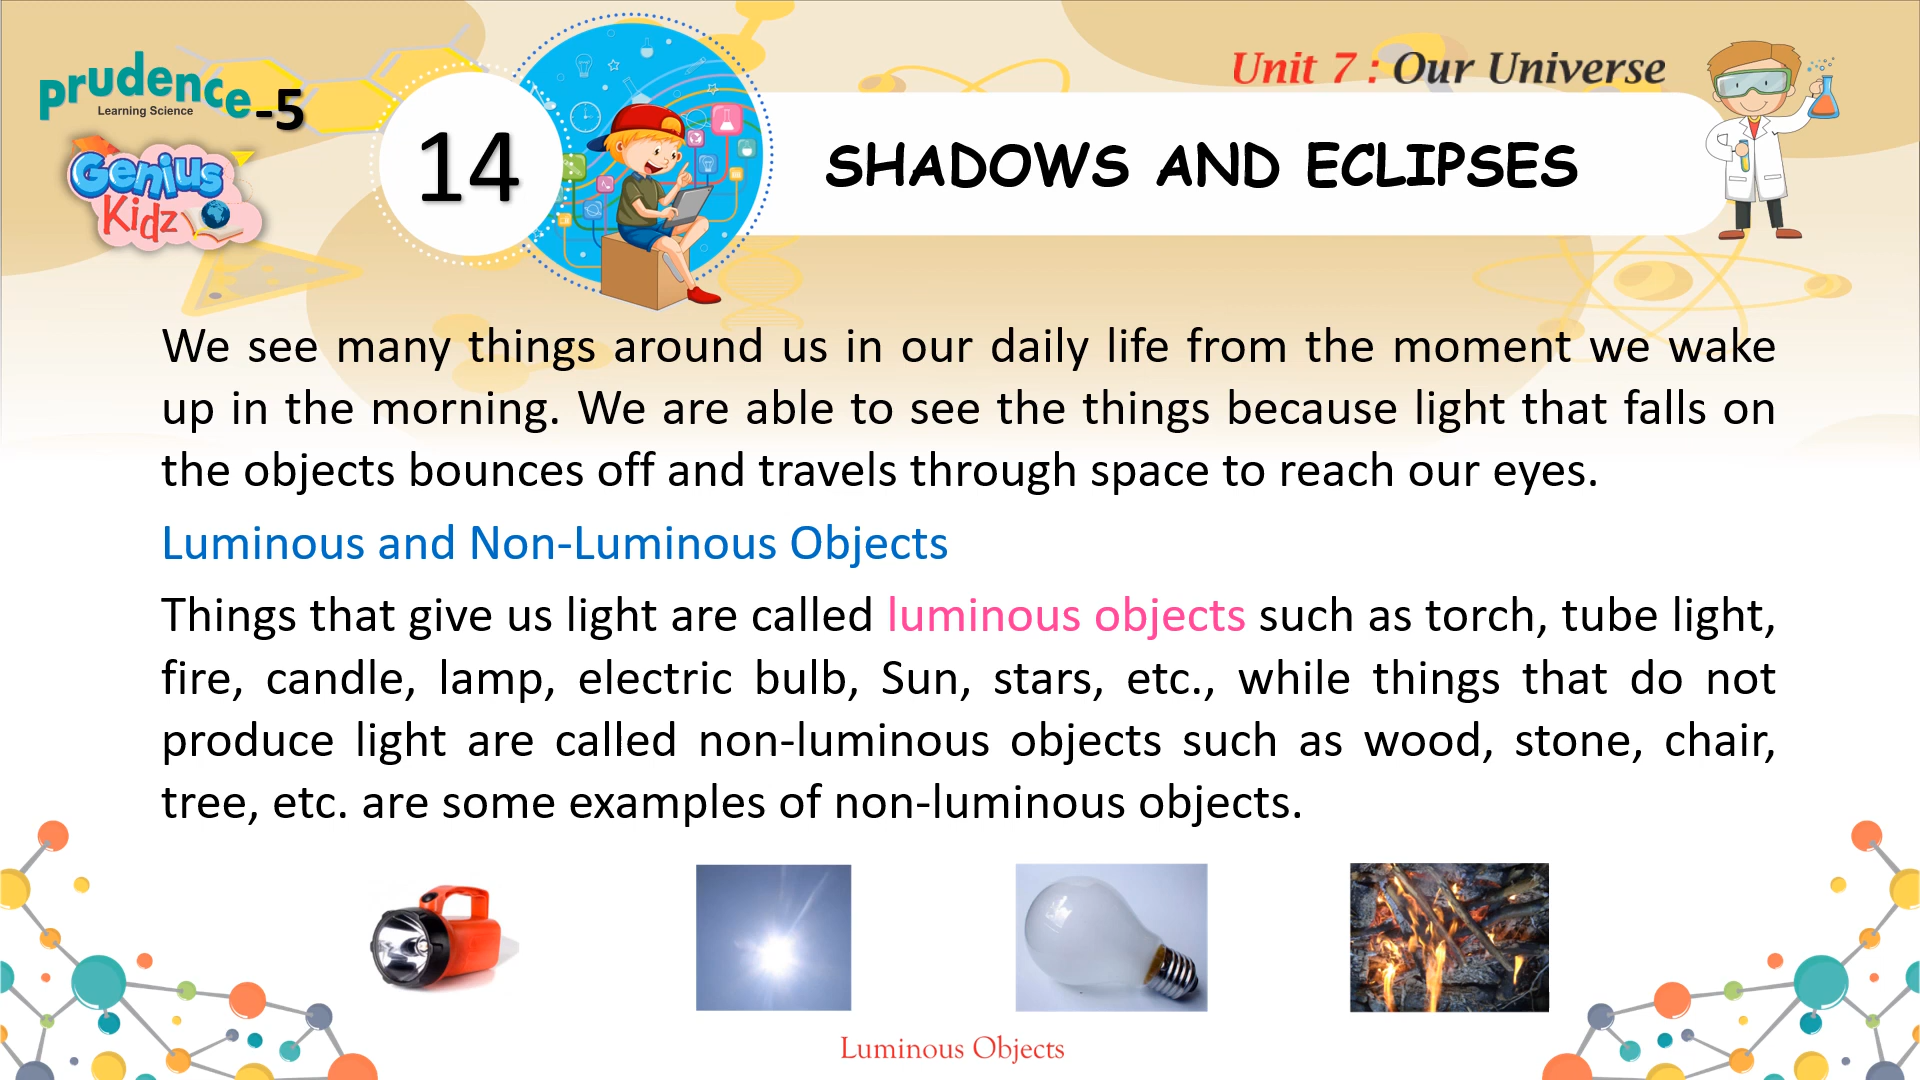 prudence-5
Learning Science
Genius
Kidz
14
Unit 7 : Our Universe
SHADOWS AND ECLIPSES
We see many things around us in our daily life from the moment we wake
up in the morning. We are able to see the things because light that falls on
the objects bounces off and travels through space to reach our eyes.
Luminous and Non-Luminous Objects
Things that give us light are called luminous objects such as torch, tube light,
fire, candle, lamp, electric bulb, Sun, stars, etc., while things that do not
produce light are called non-luminous objects such as wood, stone, chair,
tree, etc. are some examples of non-luminous objects.
Luminous Objects